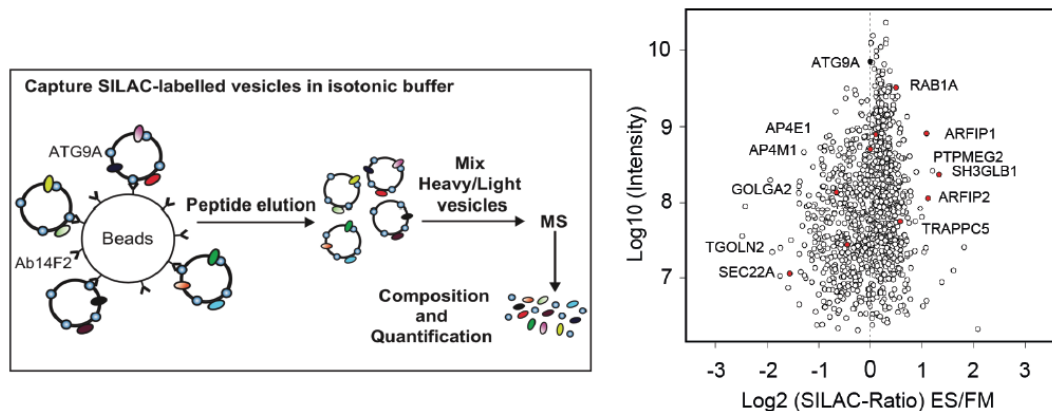 Capture SILAC-labelled vesicles in isotonic buffer
ATG9A
Beads
Ab14F2
Peptide elution
Mix
Heavy/Light
vesicles
MS
Composition
and
Quantification
Log10 (Intensity)
10
9
8
7
ATG9A
RAB1A
AP4E1
ARFIP1
AP4M1
PTPMEG2
SH3GLB1
GOLGA2
ARFIP2
TRAPPC5
TGOLN2
SEC22A
-3 -2 -1 0 1 2 3
Log2 (SILAC-Ratio) ES/FM